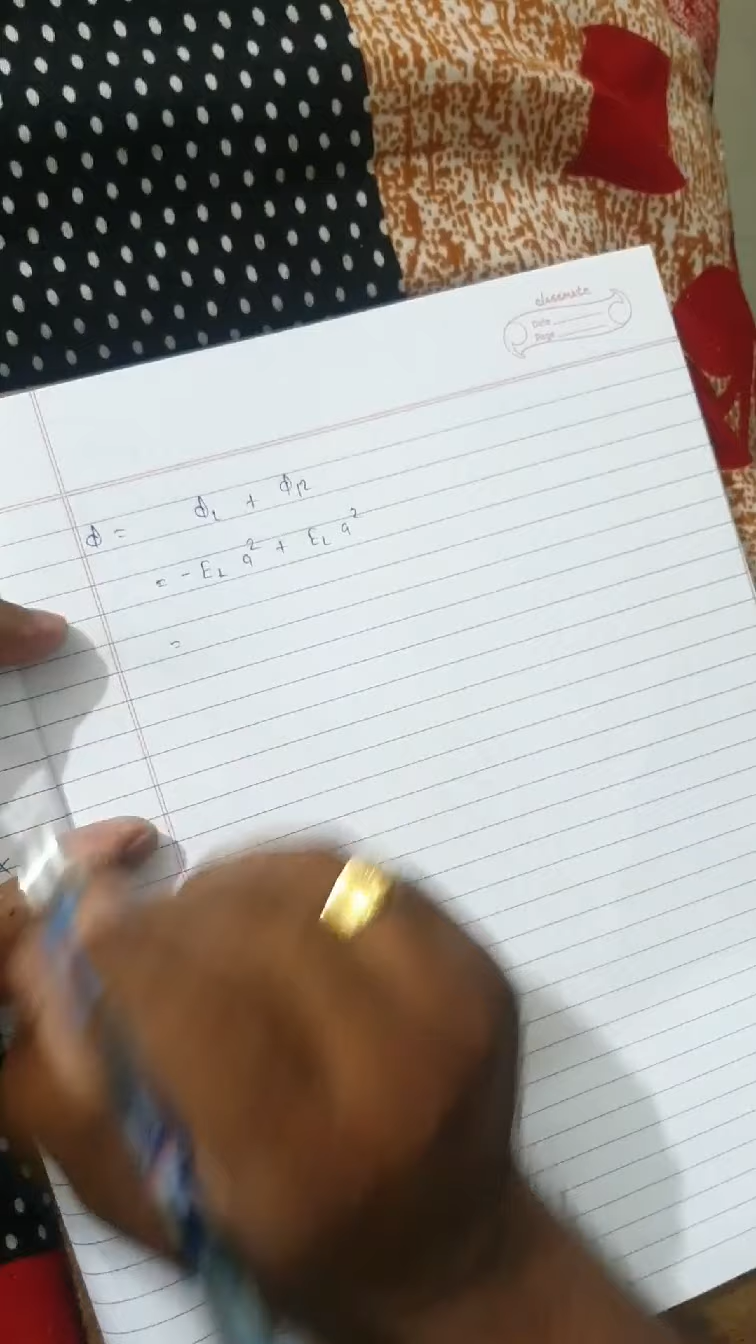 classmate
Date
Page
ϕ = ϕL + ϕR
= - EL a² + EL a²
=